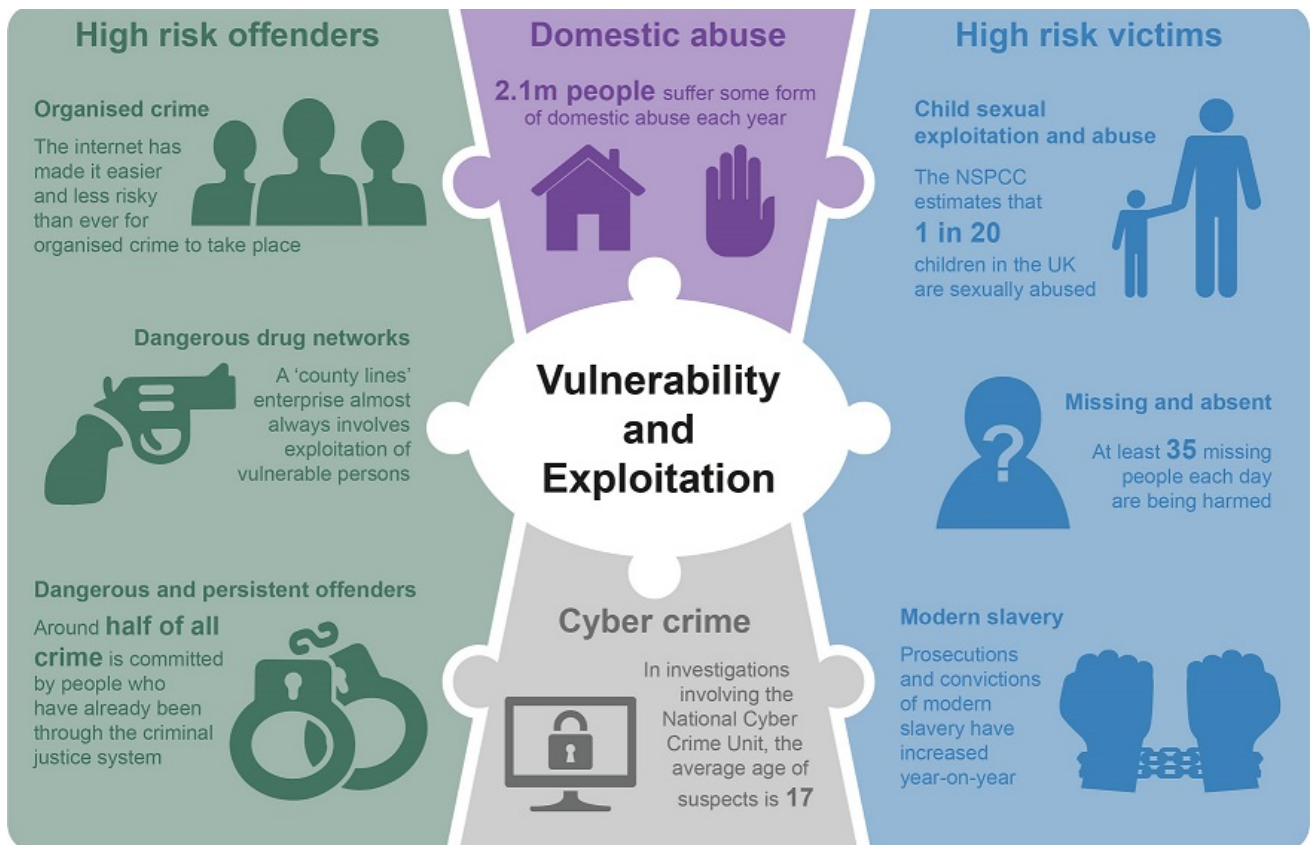 High risk offenders
Organised crime
The internet has
made it easier
and less risky
than ever for
organised crime to take place
Dangerous drug networks
A ‘county lines’
enterprise almost
always involves
exploitation of
vulnerable persons
Dangerous and persistent offenders
Around half of all
crime is committed
by people who
have already been
through the criminal
justice system
Domestic abuse
2.1m people suffer some form
of domestic abuse each year
Vulnerability
and
Exploitation
Cyber crime
In investigations
involving the
National Cyber
Crime Unit, the
average age of
suspects is 17
High risk victims
Child sexual
exploitation and abuse
The NSPCC
estimates that
1 in 20
children in the UK
are sexually abused
?
Missing and absent
At least 35 missing
people each day
are being harmed
Modern slavery
Prosecutions
and convictions
of modern
slavery have
increased
year-on-year